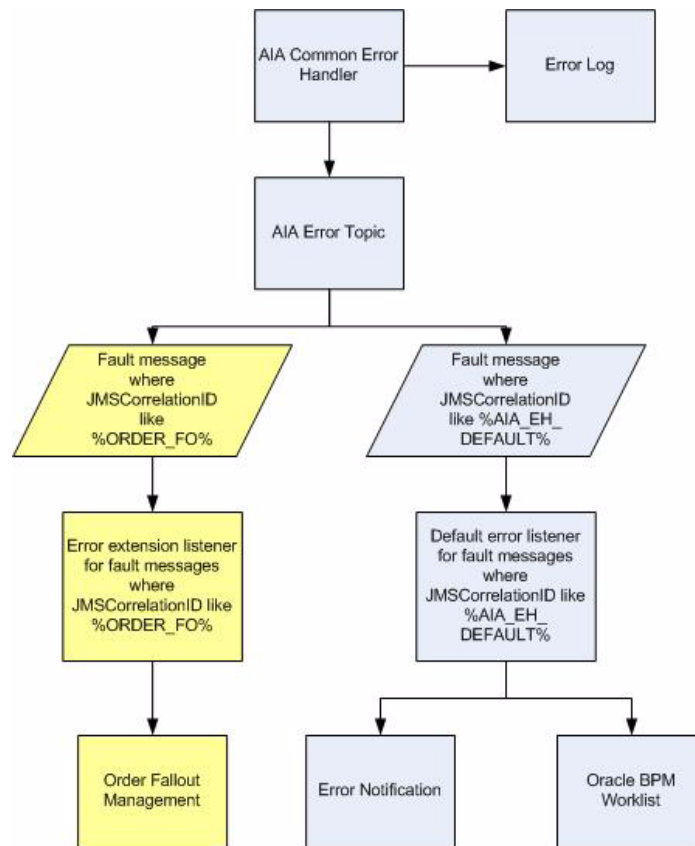 AIA Common Error
Handler
Error Log
AIA Error Topic
Fault message
where
JMSCorrelationID
like
%ORDER_FO%
Fault message
where
JMSCorrelationID
like %AIA_EH_
DEFAULT%
Error extension listener
for fault messages
where
JMSCorrelationID like
%ORDER_FO%
Default error listener
for fault messages
where
JMSCorrelationID like
%AIA_EH_
DEFAULT%
Order Fallout
Management
Error Notification
Oracle BPM
Worklist